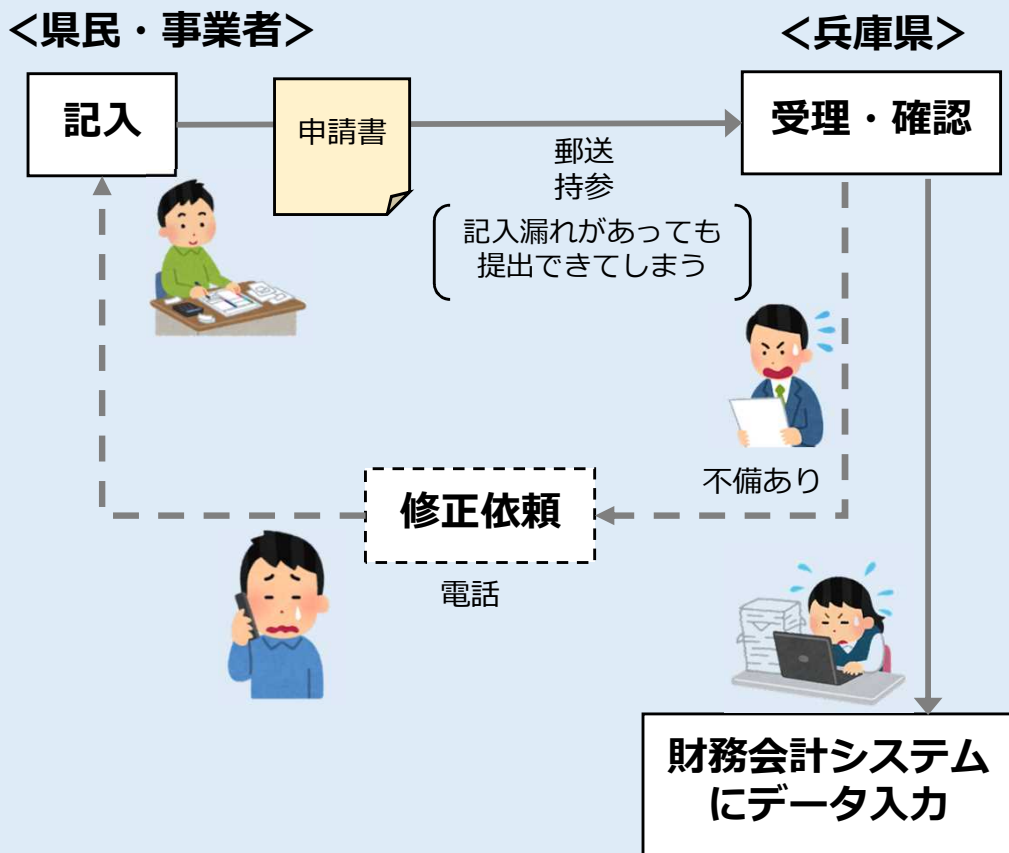 ＜県民・事業者＞
＜兵庫県＞
記入
申請書
受理・確認
郵送
持参
記入漏れがあっても
提出できてしまう
不備あり
修正依頼
電話
財務会計システム
にデータ入力